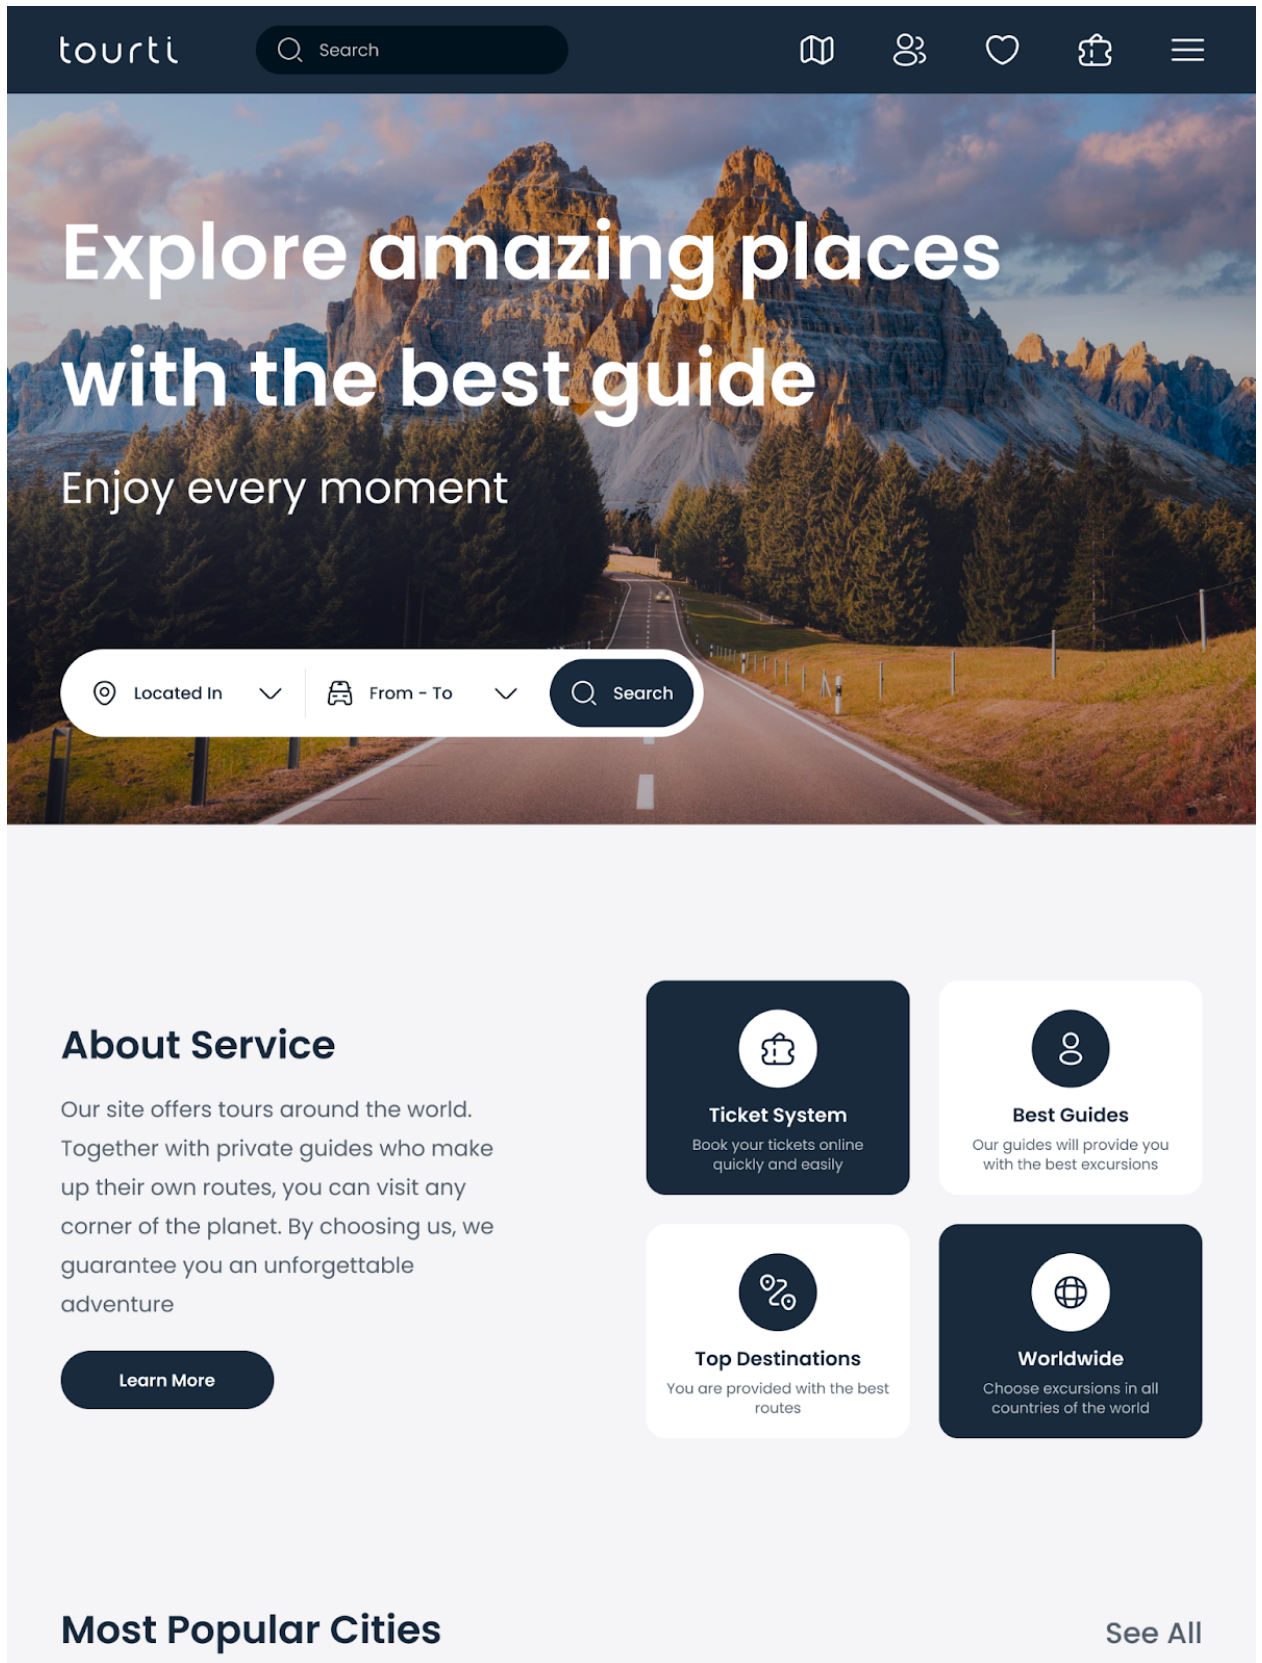 tourti
Search
Explore amazing places
with the best guide
Enjoy every moment
Located In
From - To
Search
About Service
Our site offers tours around the world.
Together with private guides who make
up their own routes, you can visit any
corner of the planet. By choosing us, we
guarantee you an unforgettable
adventure
Learn More
Ticket System
Book your tickets online
quickly and easily
Best Guides
Our guides will provide you
with the best excursions
Top Destinations
You are provided with the best
routes
Worldwide
Choose excursions in all
countries of the world
Most Popular Cities
See All